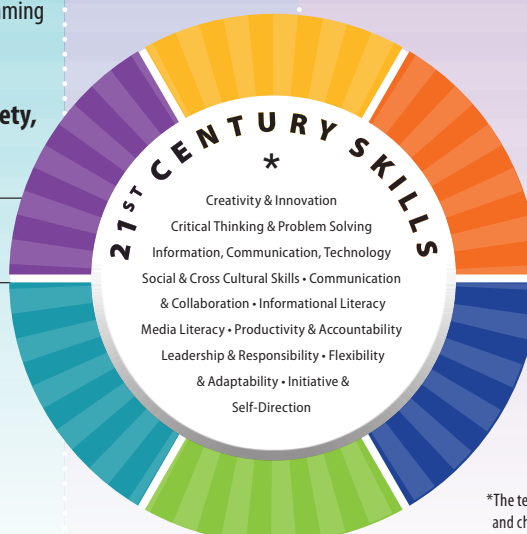 ety,
21ST CENTURY SKILLS
*
Creativity & Innovation
Critical Thinking & Problem Solving
Information, Communication, Technology
Social & Cross Cultural Skills • Communication
& Collaboration • Informational Literacy
Media Literacy • Productivity & Accountability
Leadership & Responsibility • Flexibility
& Adaptability • Initiative &
Self-Direction
*The te
and ch